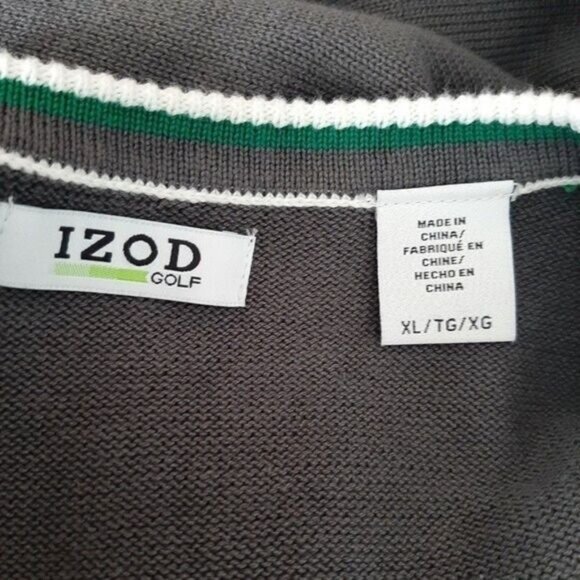 IZOD
GOLF
MADE IN
CHINA/
FABRIQUÉ EN
CHINE/
HECHO EN
CHINA
XL/TG/XG